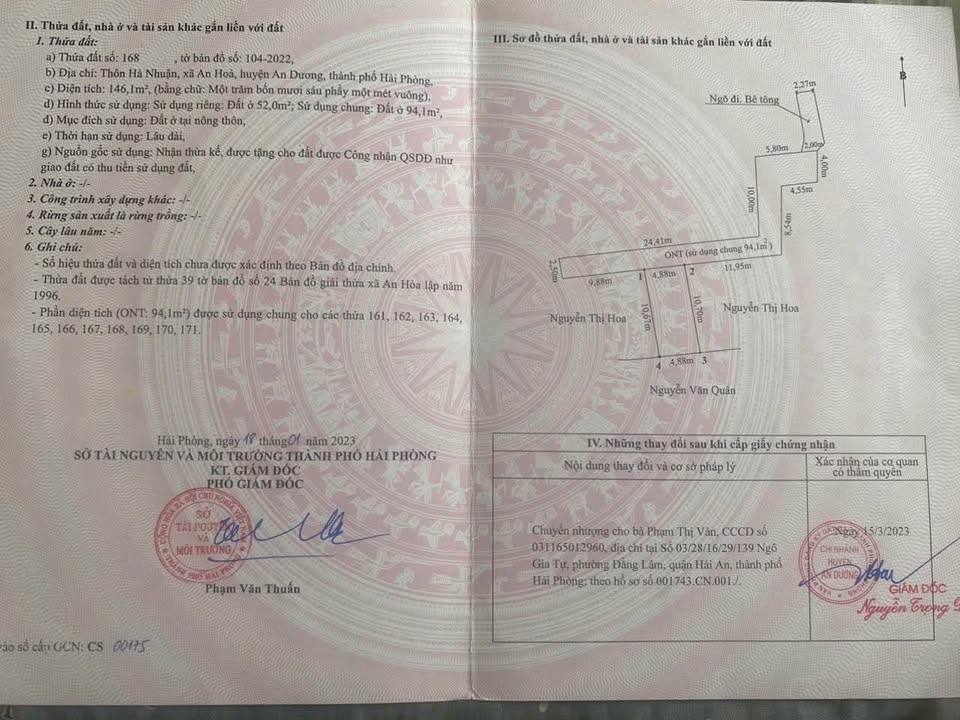 II. Thửa đất, nhà ở và tài sản khác gắn liền với đất
1. Thửa đất:
a) Thửa đất số: 168 , tờ bản đồ số: 104-2022,
b) Địa chỉ: Thôn Hà Nhuận, xã An Hoà, huyện An Dương, thành phố Hải Phòng,
c) Diện tích: 146,1m², (bằng chữ: Một trăm bốn mươi sáu phẩy một mét vuông),
d) Hình thức sử dụng: Sử dụng riêng: Đất ở 52,0m²; Sử dụng chung: Đất ở 94,1m²,
đ) Mục đích sử dụng: Đất ở tại nông thôn,
e) Thời hạn sử dụng: Lâu dài,
g) Nguồn gốc sử dụng: Nhận thừa kế, được tặng cho đất được Công nhận QSDĐ như
giao đất có thu tiền sử dụng đất,
2. Nhà ở: -/-
3. Công trình xây dựng khác: -/-
4. Rừng sản xuất là rừng trồng: -/-
5. Cây lâu năm: -/-
6. Ghi chú:
- Số hiệu thửa đất và diện tích chưa được xác định theo Bản đồ địa chính.
- Thửa đất được tách từ thửa 39 tờ bản đồ số 24 Bản đồ giải thửa xã An Hòa lập năm
1996.
- Phần diện tích (ONT: 94,1m²) được sử dụng chung cho các thửa 161, 162, 163, 164,
165, 166, 167, 168, 169, 170, 171.
Hải Phòng, ngày 18 tháng 01 năm 2023
SỞ TÀI NGUYÊN VÀ MÔI TRƯỜNG THÀNH PHỐ HẢI PHÒNG
KT. GIÁM ĐỐC
PHÓ GIÁM ĐỐC
SỞ
TÀI NGUYÊN
VÀ
MÔI TRƯỜNG
Phạm Văn Thuấn
vào sổ cấp GCN: CS 00175
III. Sơ đồ thửa đất, nhà ở và tài sản khác gắn liền với đất
B
2,27m
Ngõ đi. Bê tông
5,80m
2,00m
4,00m
4,55m
10,00m
8,54m
24,41m
ONT (sử dụng chung 94,1m²)
2,50m
9,88m
1
4,88m
2
11,95m
Nguyễn Thị Hoa
10,67m
10,70m
Nguyễn Thị Hoa
4
4,88m
3
Nguyễn Văn Quân
IV. Những thay đổi sau khi cấp giấy chứng nhận
Nội dung thay đổi và cơ sở pháp lý
Xác nhận của cơ quan
có thẩm quyền
Chuyển nhượng cho bà Phạm Thị Vân, CCCD số
031165012960, địa chỉ tại Số 03/28/16/29/139 Ngô
Gia Tự, phường Đằng Lâm, quận Hải An, thành phố
Hải Phòng; theo hồ sơ số 001743.CN.001./.
Ngày 15/3/2023
CHI NHÁNH
HUYỆN
AN DƯƠNG
GIÁM ĐỐC
Nguyễn Trọng